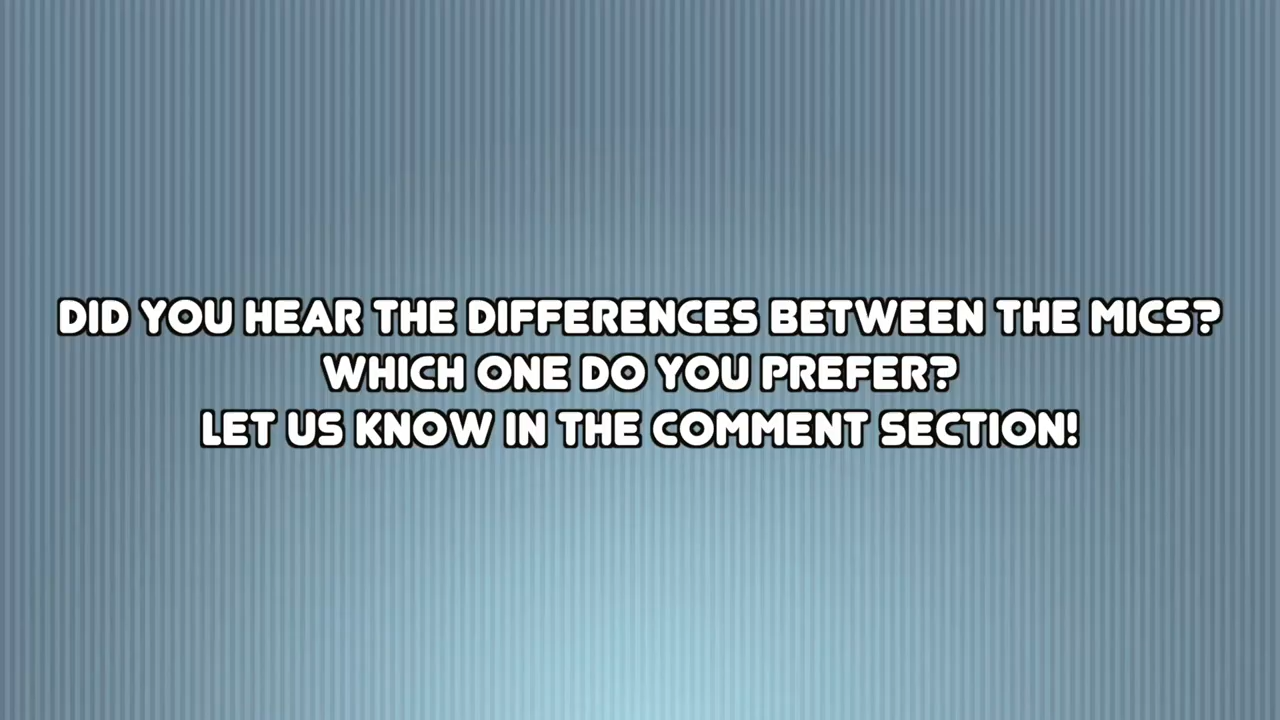 DID YOU HEAR THE DIFFERENCES BETWEEN THE MICS?
WHICH ONE DO YOU PREFER?
LET US KNOW IN THE COMMENT SECTION!